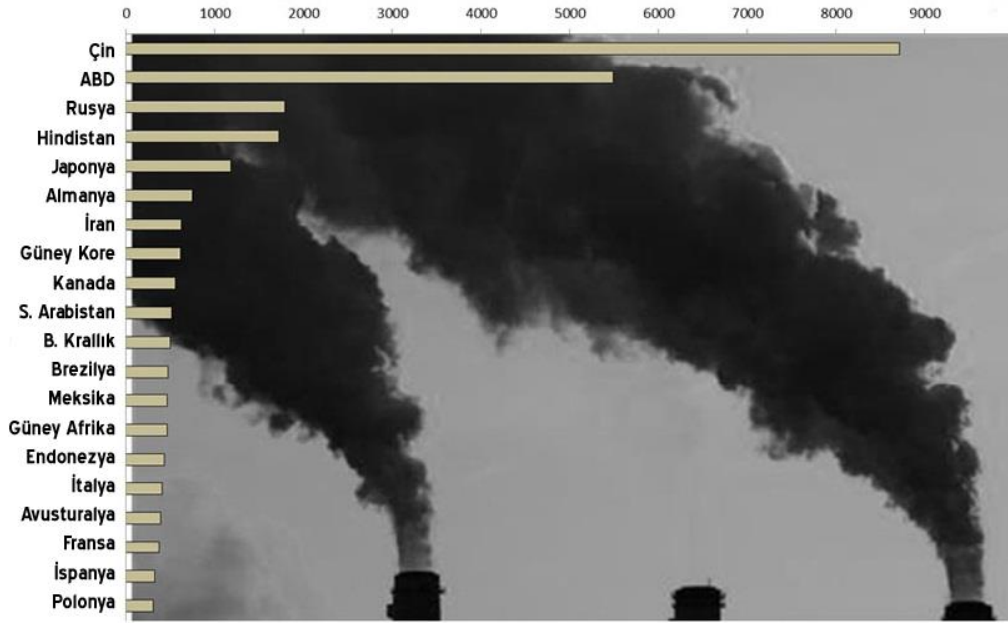 0 1000 2000 3000 4000 5000 6000 7000 8000 9000
Çin
ABD
Rusya
Hindistan
Japonya
Almanya
İran
Güney Kore
Kanada
S. Arabistan
B. Krallık
Brezilya
Meksika
Güney Afrika
Endonezya
İtalya
Avusturalya
Fransa
İspanya
Polonya